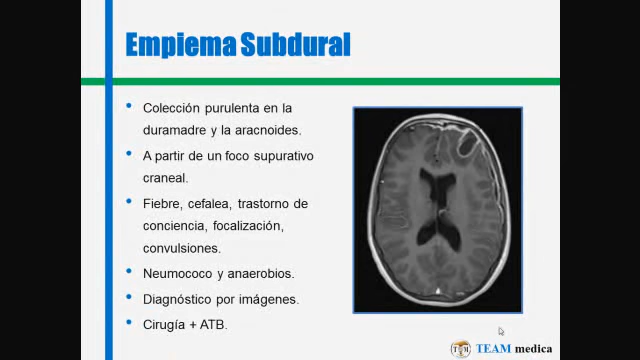 Empiema Subdural
• Colección purulenta en la
duramadre y la aracnoides.
• A partir de un foco supurativo
craneal.
• Fiebre, cefalea, trastorno de
conciencia, focalización,
convulsiones.
• Neumococo y anaerobios.
• Diagnóstico por imágenes.
• Cirugía + ATB.
TEAM medica